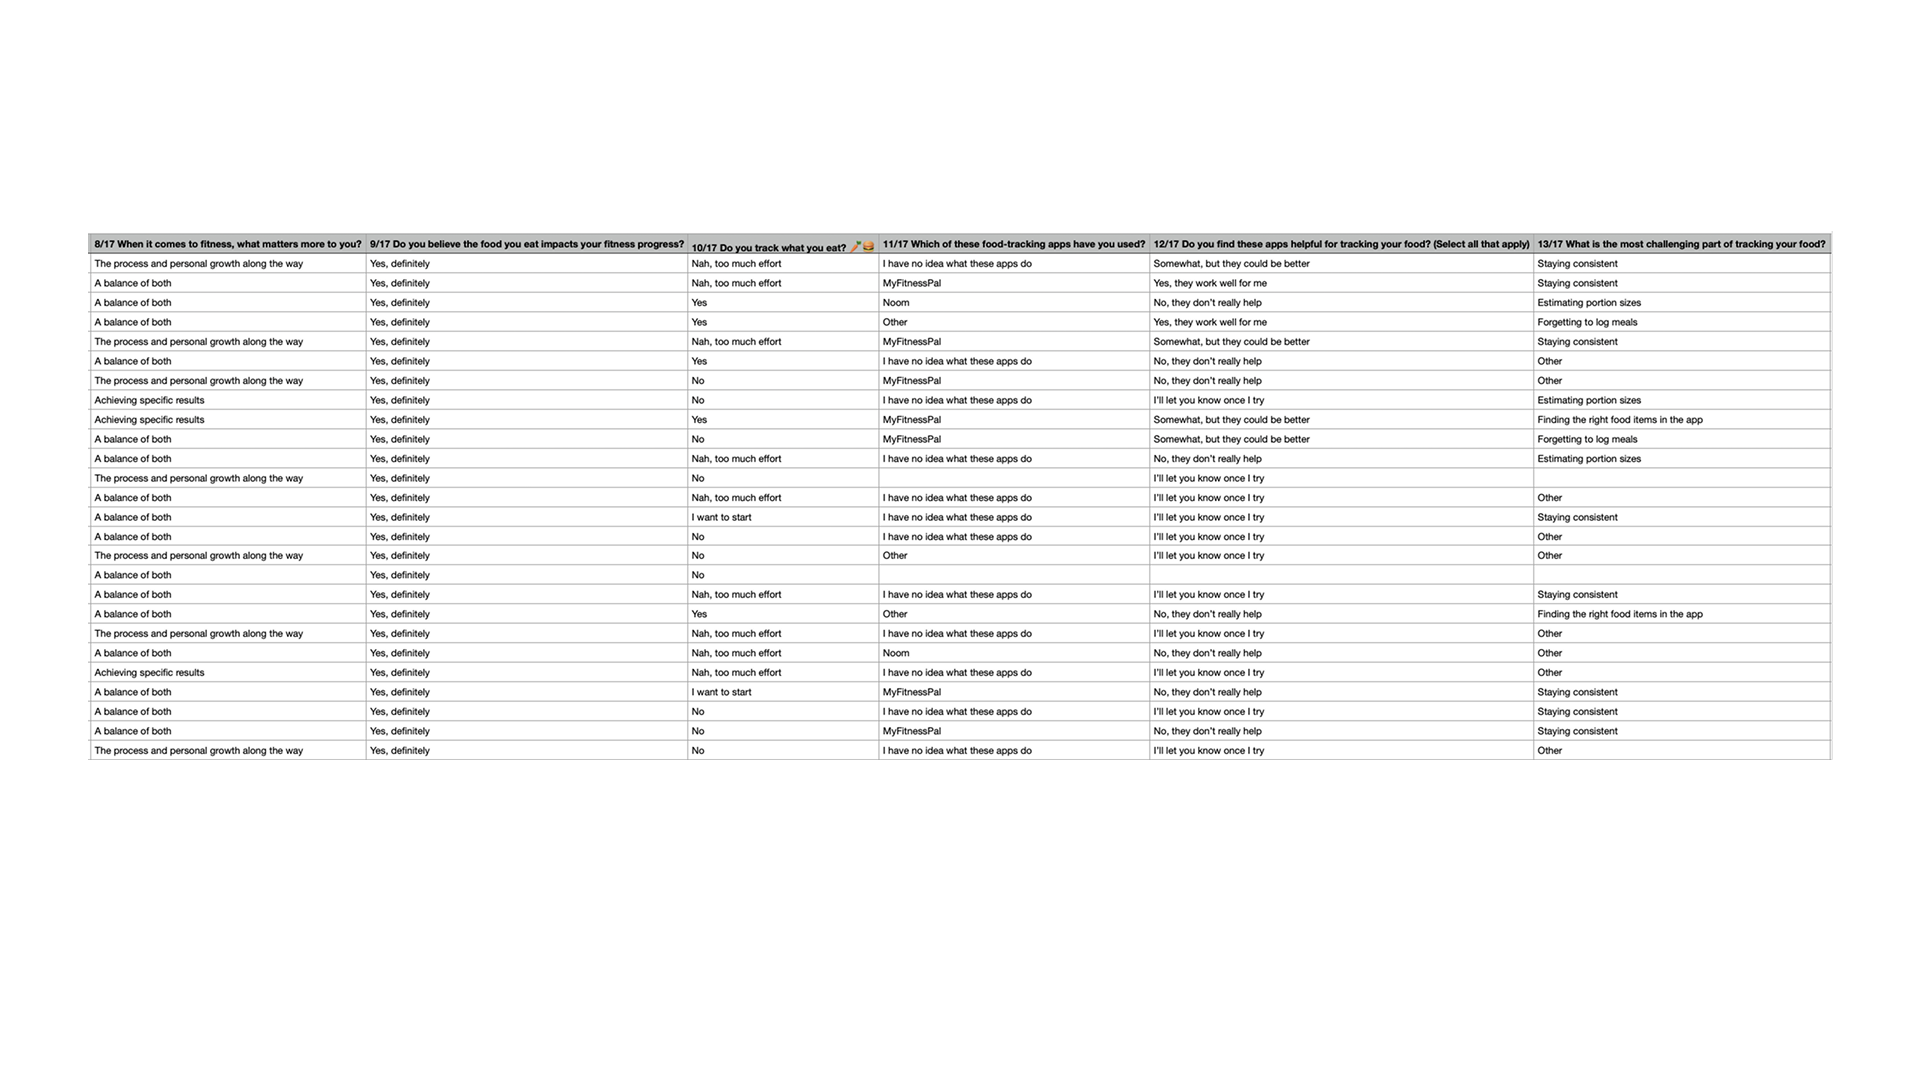 8/17 When it comes to fitness, what matters more to you? 9/17 Do you believe the food you eat impacts your fitness progress? 10/17 Do you track what you eat? 🥕🍔 11/17 Which of these food-tracking apps have you used? 12/17 Do you find these apps helpful for tracking your food? (Select all that apply) 13/17 What is the most challenging part of tracking your food?
The process and personal growth along the way Yes, definitely Nah, too much effort I have no idea what these apps do Somewhat, but they could be better Staying consistent
A balance of both Yes, definitely Nah, too much effort MyFitnessPal Yes, they work well for me Staying consistent
A balance of both Yes, definitely Yes Noom No, they don't really help Estimating portion sizes
A balance of both Yes, definitely Yes Other Yes, they work well for me Forgetting to log meals
The process and personal growth along the way Yes, definitely Nah, too much effort MyFitnessPal Somewhat, but they could be better Staying consistent
A balance of both Yes, definitely Yes I have no idea what these apps do No, they don't really help Other
The process and personal growth along the way Yes, definitely No MyFitnessPal No, they don't really help Other
Achieving specific results Yes, definitely No I have no idea what these apps do I'll let you know once I try Estimating portion sizes
Achieving specific results Yes, definitely Yes MyFitnessPal Somewhat, but they could be better Finding the right food items in the app
A balance of both Yes, definitely No MyFitnessPal Somewhat, but they could be better Forgetting to log meals
A balance of both Yes, definitely Nah, too much effort I have no idea what these apps do No, they don't really help Estimating portion sizes
The process and personal growth along the way Yes, definitely No I'll let you know once I try
A balance of both Yes, definitely Nah, too much effort I have no idea what these apps do I'll let you know once I try Other
A balance of both Yes, definitely I want to start I have no idea what these apps do I'll let you know once I try Staying consistent
A balance of both Yes, definitely No I have no idea what these apps do I'll let you know once I try Other
The process and personal growth along the way Yes, definitely No Other I'll let you know once I try Other
A balance of both Yes, definitely No
A balance of both Yes, definitely Nah, too much effort I have no idea what these apps do I'll let you know once I try Staying consistent
A balance of both Yes, definitely Yes Other No, they don't really help Finding the right food items in the app
The process and personal growth along the way Yes, definitely Nah, too much effort I have no idea what these apps do I'll let you know once I try Other
A balance of both Yes, definitely Nah, too much effort Noom No, they don't really help Other
Achieving specific results Yes, definitely Nah, too much effort I have no idea what these apps do I'll let you know once I try Other
A balance of both Yes, definitely I want to start MyFitnessPal No, they don't really help Staying consistent
A balance of both Yes, definitely No I have no idea what these apps do I'll let you know once I try Staying consistent
A balance of both Yes, definitely No MyFitnessPal No, they don't really help Staying consistent
The process and personal growth along the way Yes, definitely No I have no idea what these apps do I'll let you know once I try Other